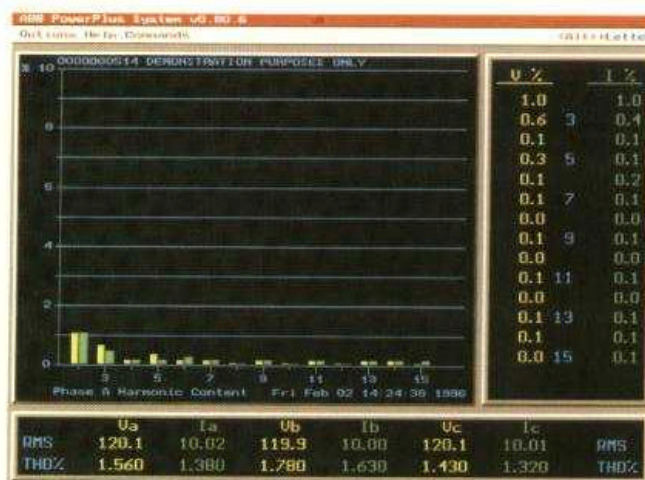 ABB PowerPlus System v0.80.6
Options Help Commands <Alt>+Lette
0000000514 DEMONSTRATION PURPOSES ONLY
% 10
8
6
4
2
0
3 5 7 9 11 13 15
Phase A Harmonic Content Fri Feb 02 14:24:36 1996
V % I %
1.0 1.0
0.6 3 0.4
0.1 0.1
0.3 5 0.1
0.1 0.2
0.1 7 0.1
0.0 0.0
0.1 9 0.1
0.0 0.0
0.1 11 0.1
0.0 0.0
0.1 13 0.1
0.1 0.1
0.0 15 0.1
Va Ia Vb Ib Vc Ic
RMS 120.1 10.02 119.9 10.00 120.1 10.01 RMS
THD% 1.560 1.380 1.780 1.630 1.430 1.320 THD%